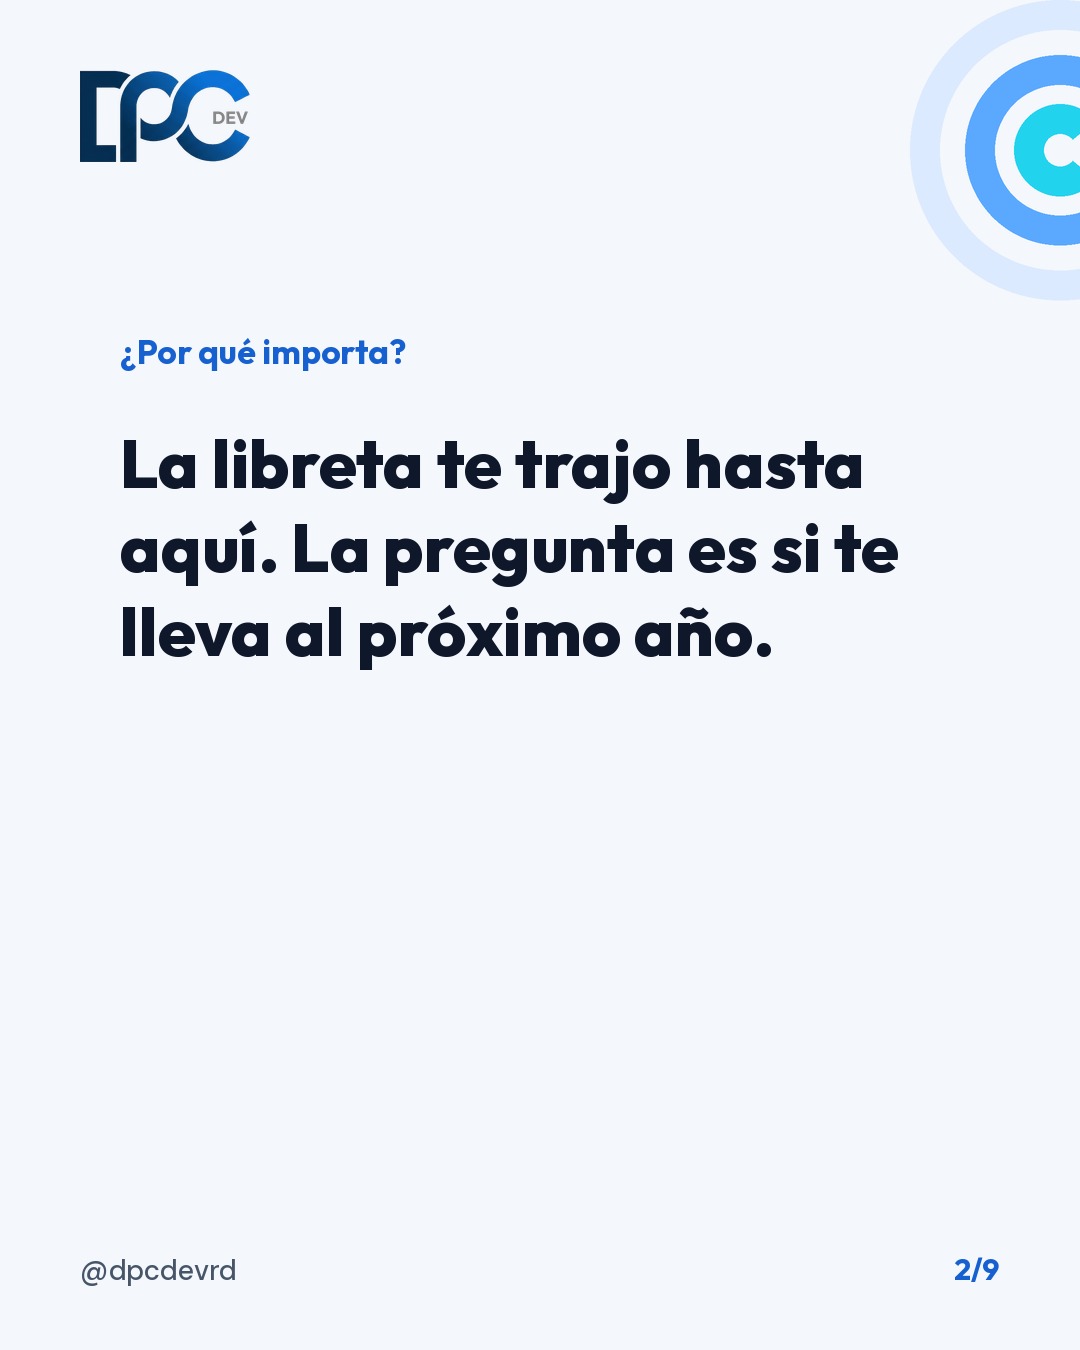 DPC
DEV
¿Por qué importa?
La libreta te trajo hasta
aquí. La pregunta es si te
lleva al próximo año.
@dpcdevrd
2/9